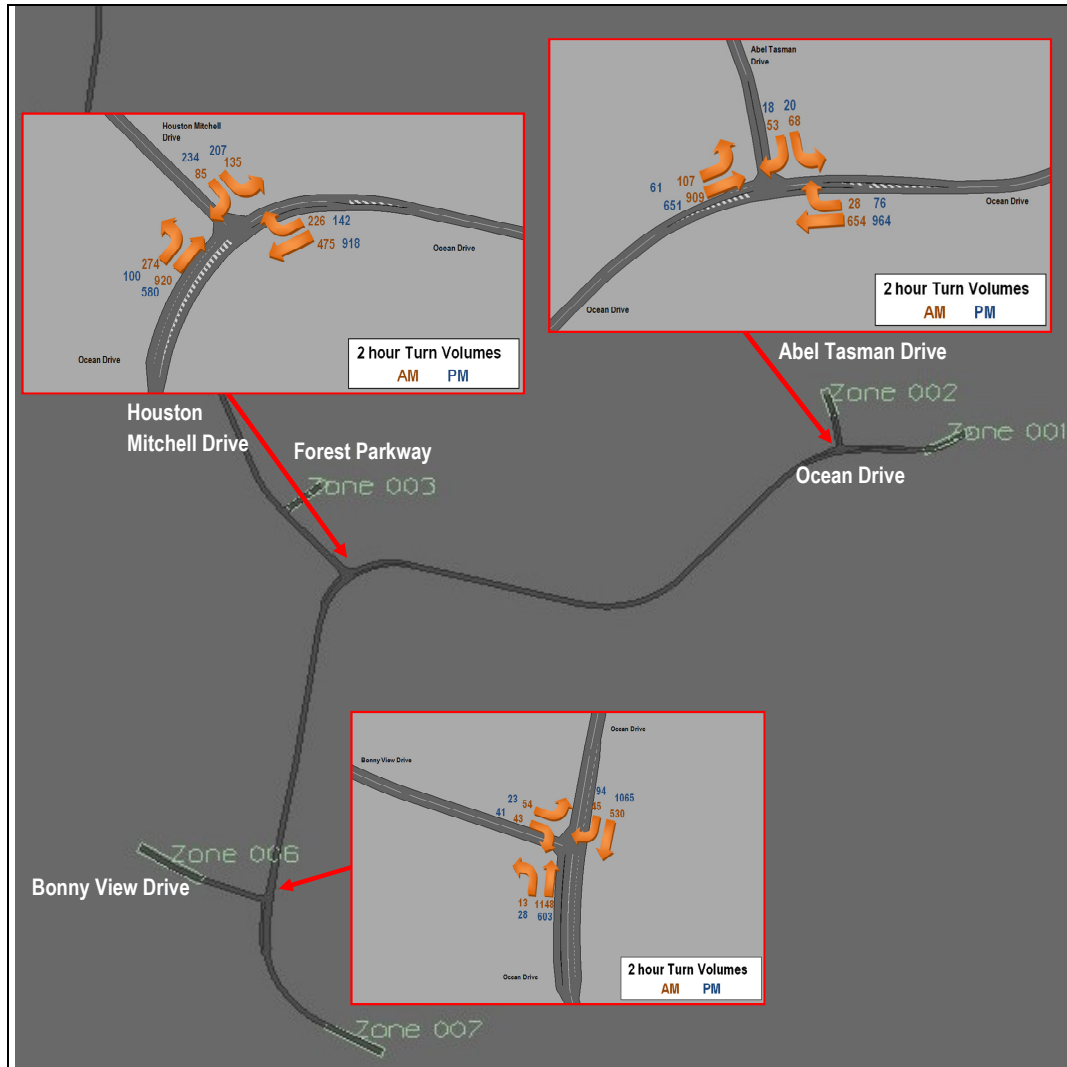 Abel Tasman
Drive
18 20
53 68
61 107
651 909
28 76
654 964
Ocean Drive
Ocean Drive
2 hour Turn Volumes
AM PM
Houston Mitchell
Drive
234 207
85 135
226 142
475 918
274
100 920
580
Ocean Drive
Ocean Drive
2 hour Turn Volumes
AM PM
Abel Tasman Drive
Zone 002
Zone 001
Ocean Drive
Houston
Mitchell Drive
Forest Parkway
Zone 003
Ocean Drive
Bonny View Drive
23 54
41 43
94 1065
45 530
13 1148
28 603
Ocean Drive
2 hour Turn Volumes
AM PM
Zone 006
Bonny View Drive
Zone 007